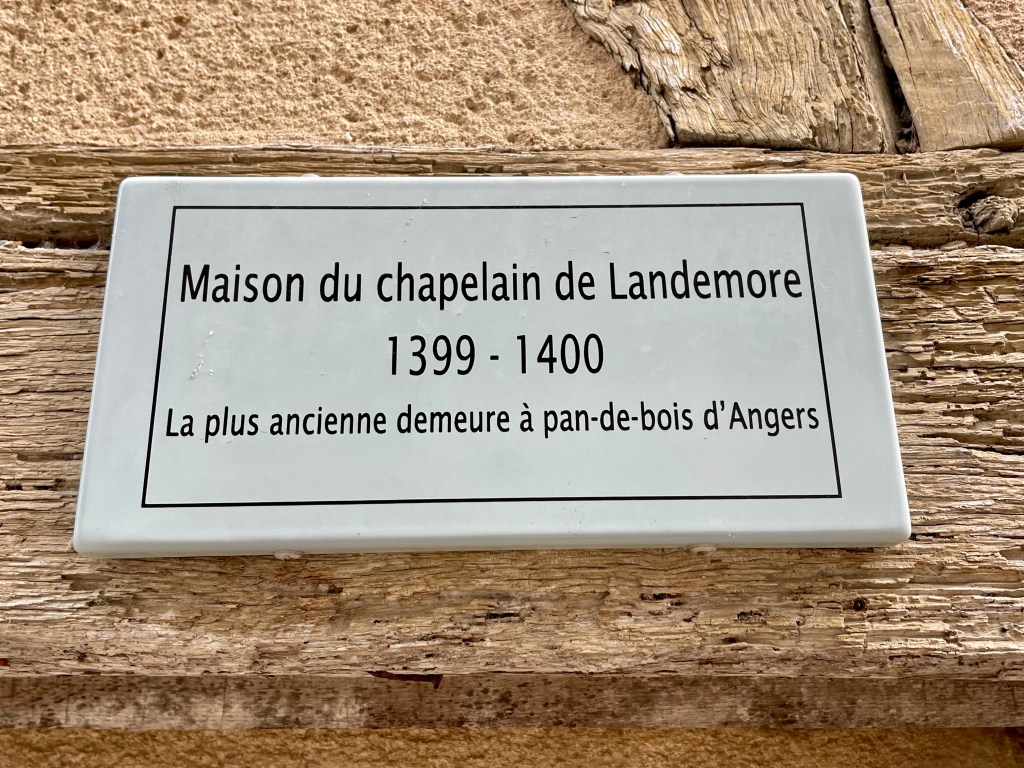 Maison du chapelain de Landemore
1399 - 1400
La plus ancienne demeure à pan-de-bois d'Angers